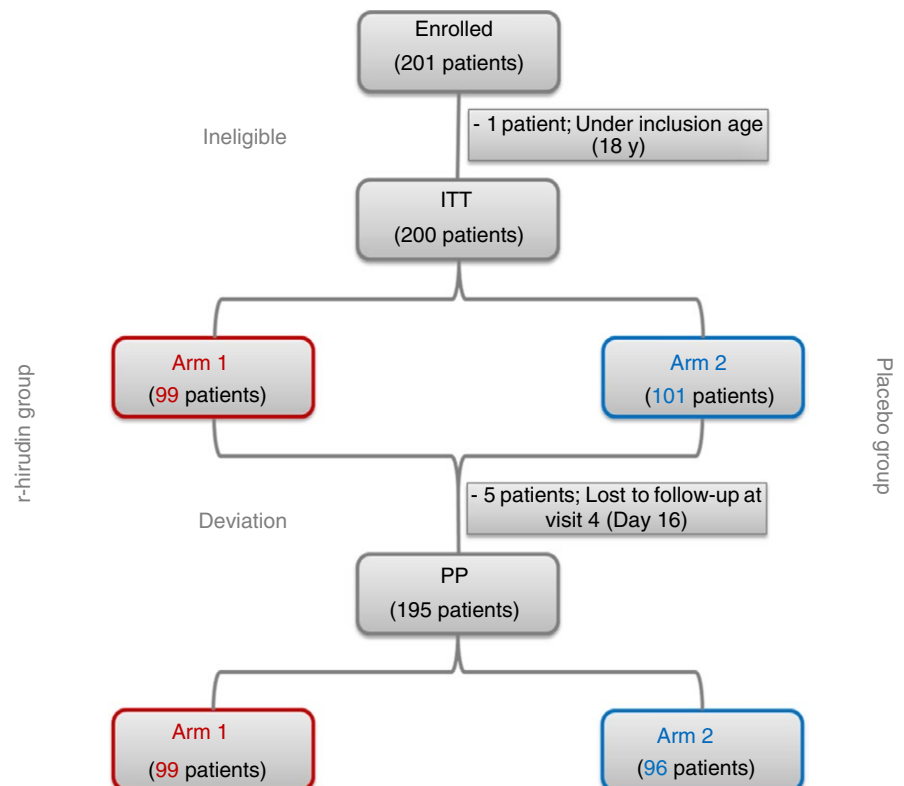 Enrolled
(201 patients)
Ineligible
- 1 patient; Under inclusion age
(18 y)
ITT
(200 patients)
r-hirudin group
Arm 1
(99 patients)
Arm 2
(101 patients)
Placebo group
Deviation
- 5 patients; Lost to follow-up at
visit 4 (Day 16)
PP
(195 patients)
Arm 1
(99 patients)
Arm 2
(96 patients)